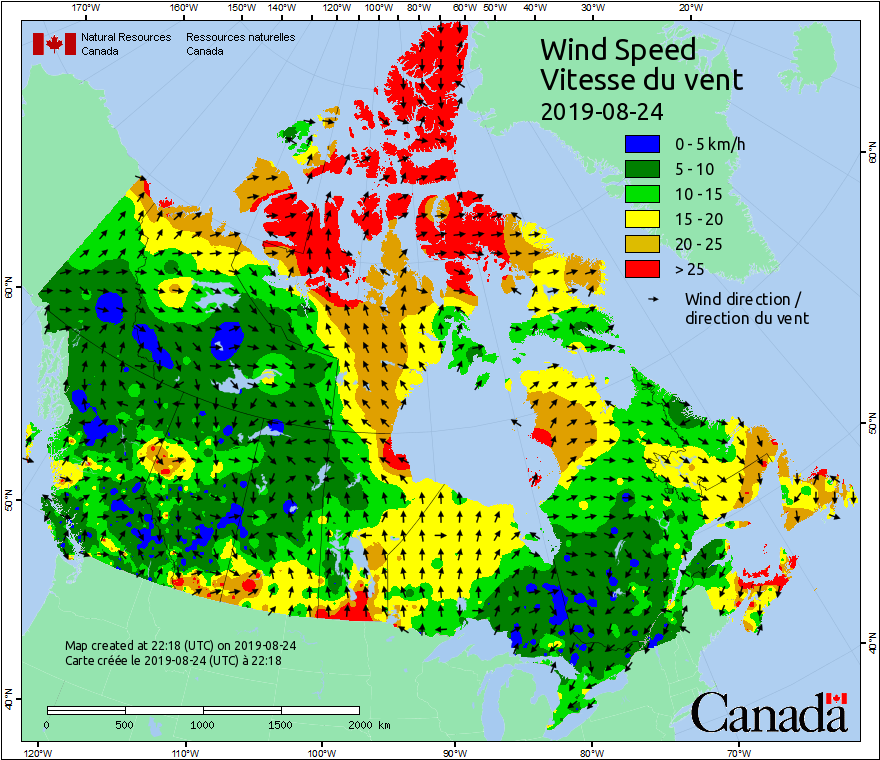 170°W 160°W 150°W 140°W 120°W 100°W 80°W 60°W 50°W 40°W 30°W 20°W
Natural Resources Ressources naturelles
Canada Canada
Wind Speed
Vitesse du vent
2019-08-24
0 - 5 km/h
5 - 10
10 - 15
15 - 20
20 - 25
> 25
Wind direction /
direction du vent
60°N
60°N
50°N
50°N
40°N
40°N
Map created at 22:18 (UTC) on 2019-08-24
Carte créée le 2019-08-24 (UTC) à 22:18
0 500 1000 1500 2000 km
Canada
120°W 110°W 100°W 90°W 80°W 70°W